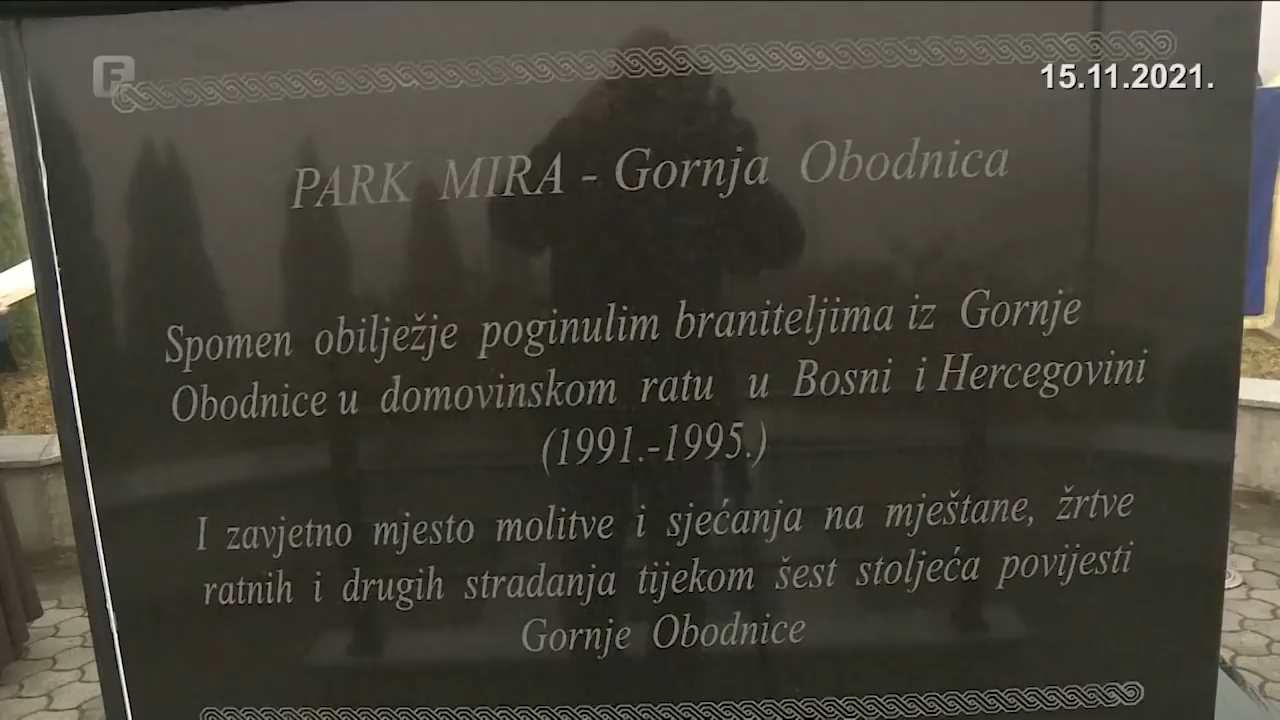 F
15.11.2021.
PARK MIRA - Gornja Obodnica
Spomen obilježje poginulim braniteljima iz Gornje
Obodnice u domovinskom ratu u Bosni i Hercegovini
(1991.-1995.)
I zavjetno mjesto molitve i sjećanja na mještane, žrtve
ratnih i drugih stradanja tijekom šest stoljeća povijesti
Gornje Obodnice